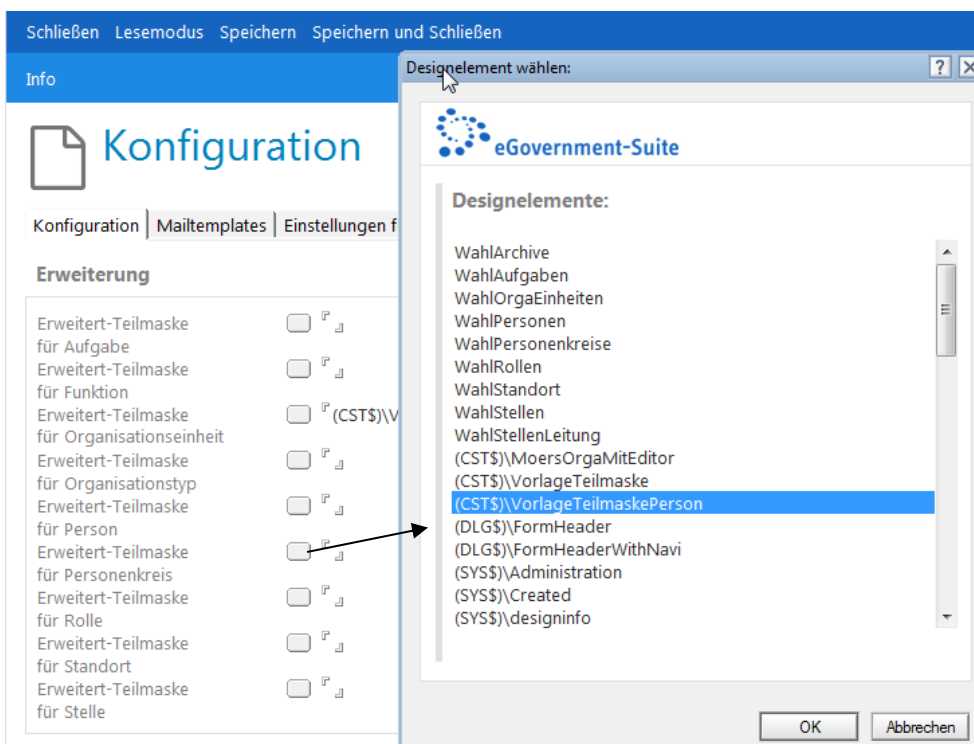 Schließen Lesemodus Speichern Speichern und Schließen
Info
Konfiguration
Konfiguration Mailtemplates Einstellungen f
Erweiterung
Erweitert-Teilmaske
für Aufgabe
Erweitert-Teilmaske
für Funktion
Erweitert-Teilmaske (CST$)\V
für Organisationseinheit
Erweitert-Teilmaske
für Organisationstyp
Erweitert-Teilmaske
für Person
Erweitert-Teilmaske
für Personenkreis
Erweitert-Teilmaske
für Rolle
Erweitert-Teilmaske
für Standort
Erweitert-Teilmaske
für Stelle
Designelement wählen:
eGovernment-Suite
Designelemente:
WahlArchive
WahlAufgaben
WahlOrgaEinheiten
WahlPersonen
WahlPersonenkreise
WahlRollen
WahlStandort
WahlStellen
WahlStellenLeitung
(CST$)\MoersOrgaMitEditor
(CST$)\VorlageTeilmaske
(CST$)\VorlageTeilmaskePerson
(DLG$)\FormHeader
(DLG$)\FormHeaderWithNavi
(SYS$)\Administration
(SYS$)\Created
(SYS$)\designinfo
OK Abbrechen